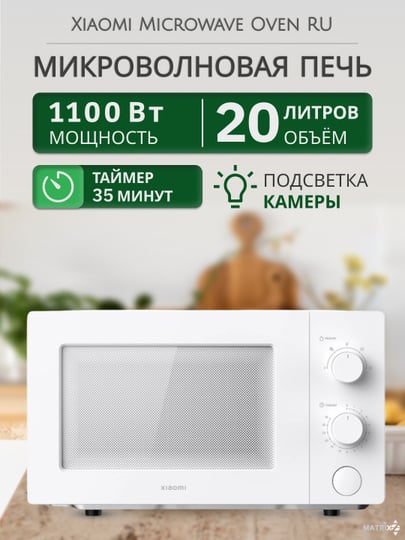 Xiaomi Microwave Oven RU
МИКРОВОЛНОВАЯ ПЕЧЬ
1100 Вт
МОЩНОСТЬ
20 ЛИТРОВ
ОБЪЁМ
ТАЙМЕР
35 МИНУТ
ПОДСВЕТКА
КАМЕРЫ
xiaomi